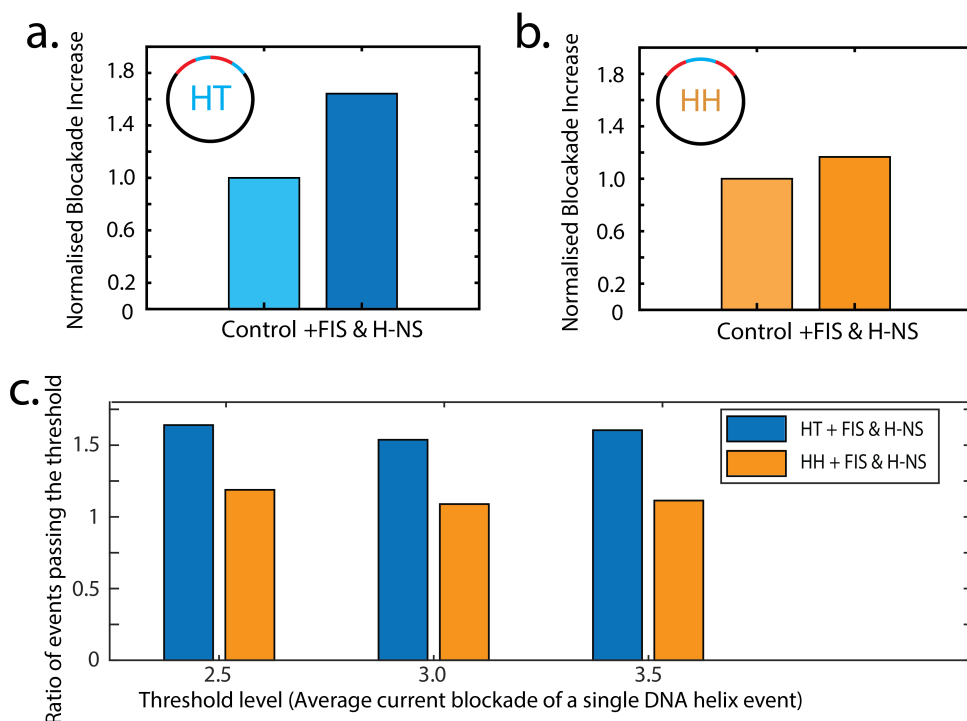 a.
Normalised Blocakade Increase
1.8
1.4
1.0
0.6
0.2
0
HT
Control +FIS & H-NS
b.
Normalised Blocakade Increase
1.8
1.4
1.0
0.6
0.2
0
HH
Control +FIS & H-NS
c.
Ratio of events passing the threshold
1.5
1
0.5
0
HT + FIS & H-NS
HH + FIS & H-NS
2.5 3.0 3.5
Threshold level (Average current blockade of a single DNA helix event)